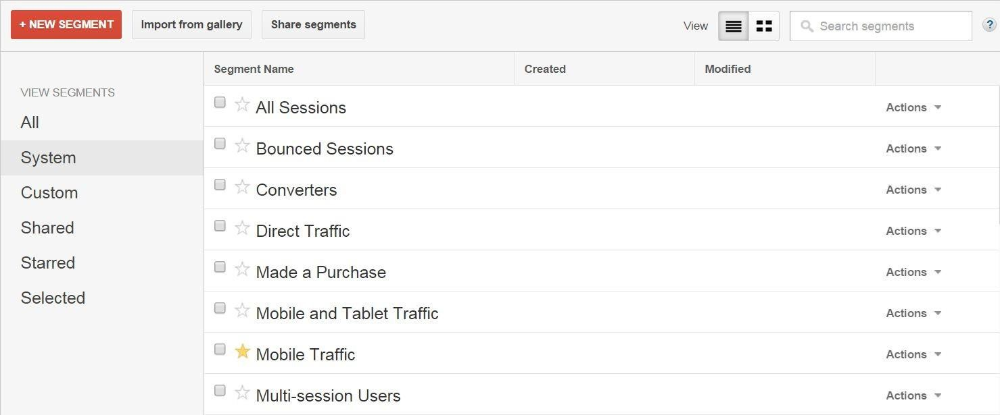 + NEW SEGMENT Import from gallery Share segments View Search segments ?
VIEW SEGMENTS
All
System
Custom
Shared
Starred
Selected
Segment Name Created Modified
All Sessions Actions
Bounced Sessions Actions
Converters Actions
Direct Traffic Actions
Made a Purchase Actions
Mobile and Tablet Traffic Actions
Mobile Traffic Actions
Multi-session Users Actions